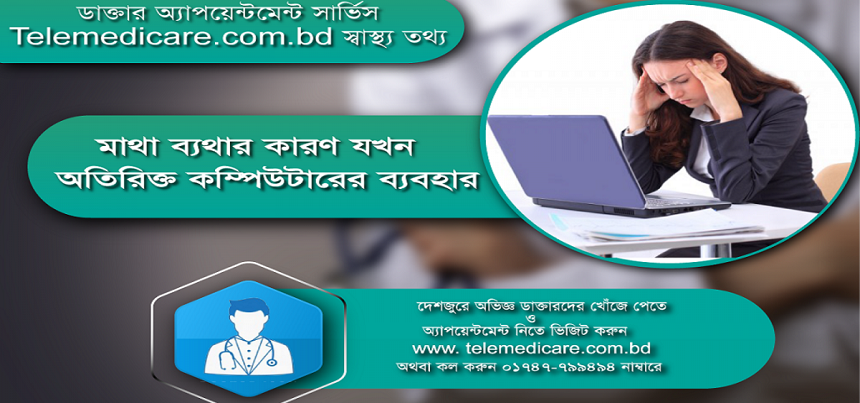 ডাক্তার অ্যাপয়েন্টমেন্ট সার্ভিস
Telemedicare.com.bd স্বাস্থ্য তথ্য
মাথা ব্যথার কারণ যখন
অতিরিক্ত কম্পিউটারের ব্যবহার
দেশজুরে অভিজ্ঞ ডাক্তারদের খোঁজে পেতে
ও
অ্যাপয়েন্টমেন্ট নিতে ভিজিট করুন
www. telemedicare.com.bd
অথবা কল করুন ০১৭৪৭-৭৯৯৪৯৪ নাম্বারে